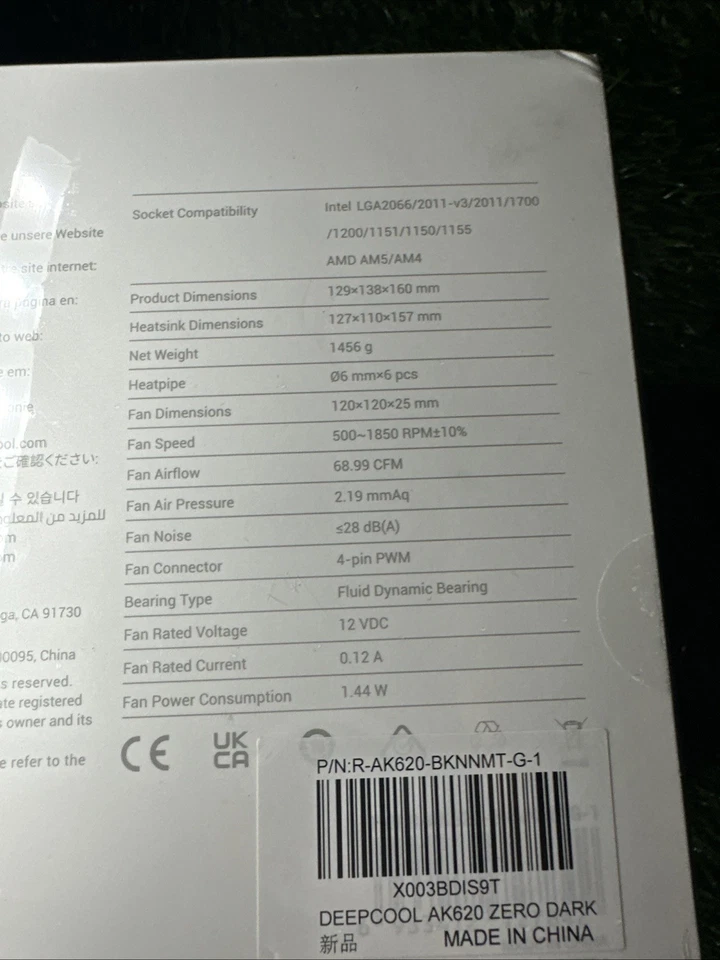 e unsere Website
site internet:
página en:
to web:
e em:
ool.com
ご確認ください:
수 있습니다
للمزيد من
m
m
ga, CA 91730
0095, China
s reserved.
te registered
owner and its
e refer to the
Socket Compatibility Intel LGA2066/2011-v3/2011/1700
/1200/1151/1150/1155
AMD AM5/AM4
Product Dimensions 129×138×160 mm
Heatsink Dimensions 127×110×157 mm
Net Weight 1456 g
Heatpipe Ø6 mm×6 pcs
Fan Dimensions 120×120×25 mm
Fan Speed 500~1850 RPM±10%
Fan Airflow 68.99 CFM
Fan Air Pressure 2.19 mmAq
Fan Noise ≤28 dB(A)
Fan Connector 4-pin PWM
Bearing Type Fluid Dynamic Bearing
Fan Rated Voltage 12 VDC
Fan Rated Current 0.12 A
Fan Power Consumption 1.44 W
CE
UK
CA
P/N:R-AK620-BKNNMT-G-1
X003BDIS9T
DEEPCOOL AK620 ZERO DARK
新品 MADE IN CHINA